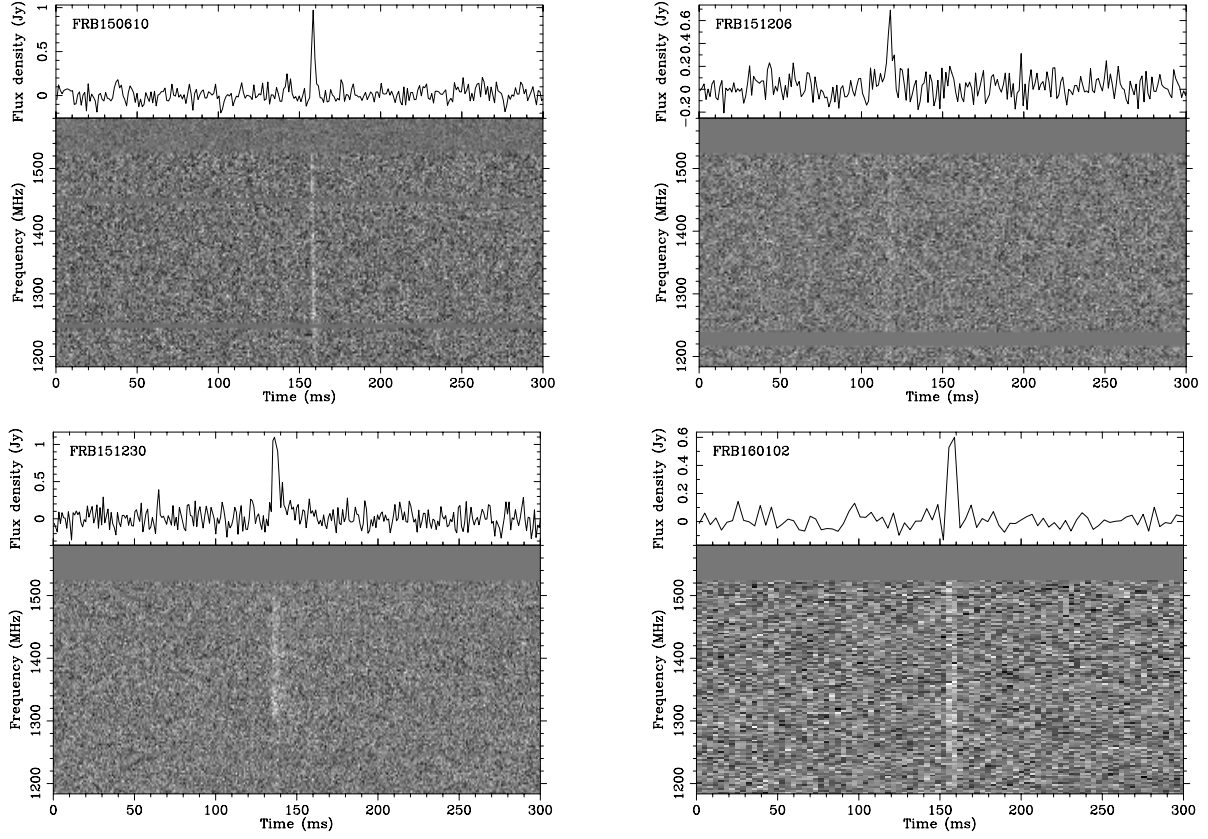 FRB150610
Flux density (Jy)
1
0.5
0
Frequency (MHz)
1500
1400
1300
1200
0 50 100 150 200 250 300
Time (ms)
FRB151206
Flux density (Jy)
0.6
0.4
0.2
0
−0.2
Frequency (MHz)
1500
1400
1300
1200
0 50 100 150 200 250 300
Time (ms)
FRB151230
Flux density (Jy)
1
0.5
0
Frequency (MHz)
1500
1400
1300
1200
0 50 100 150 200 250 300
Time (ms)
FRB160102
Flux density (Jy)
0.6
0.4
0.2
0
Frequency (MHz)
1500
1400
1300
1200
0 50 100 150 200 250 300
Time (ms)